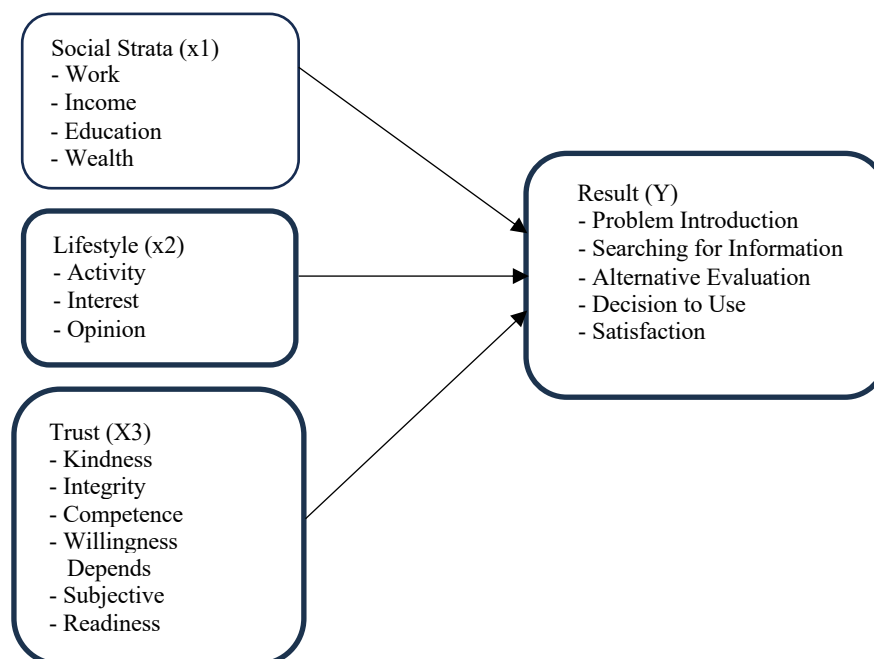 Social Strata (x1)
- Work
- Income
- Education
- Wealth
Lifestyle (x2)
- Activity
- Interest
- Opinion
Trust (X3)
- Kindness
- Integrity
- Competence
- Willingness
Depends
- Subjective
- Readiness
Result (Y)
- Problem Introduction
- Searching for Information
- Alternative Evaluation
- Decision to Use
- Satisfaction